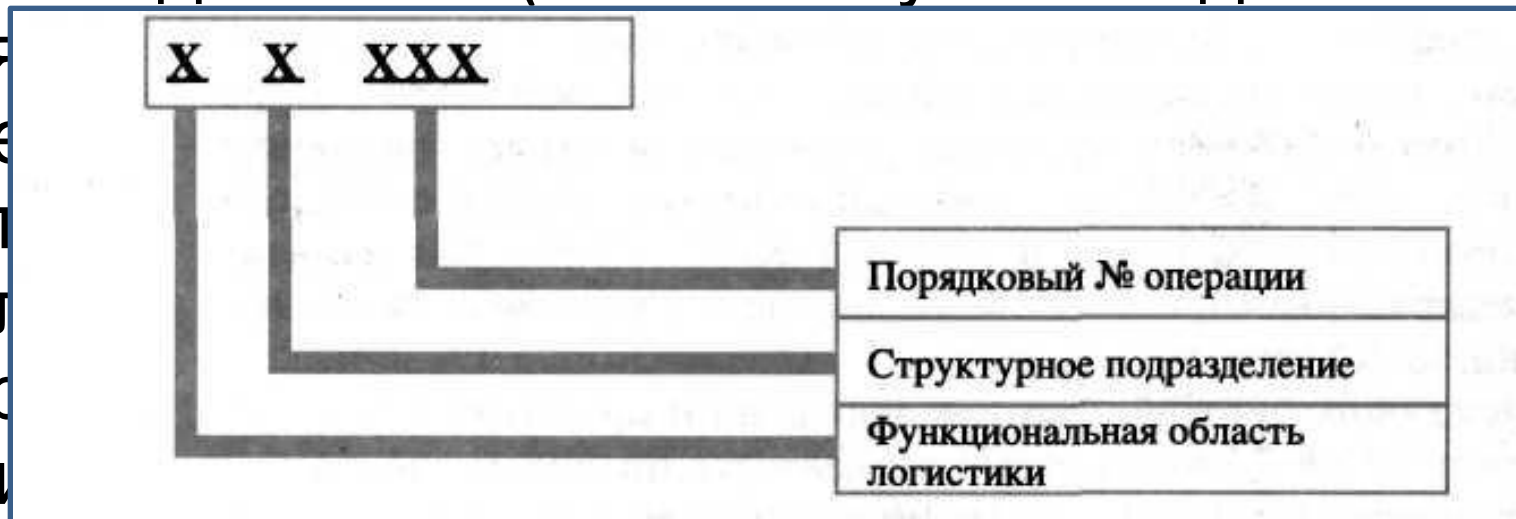 X X XXX
Порядковый № операции
Структурное подразделение
Функциональная область
логистики